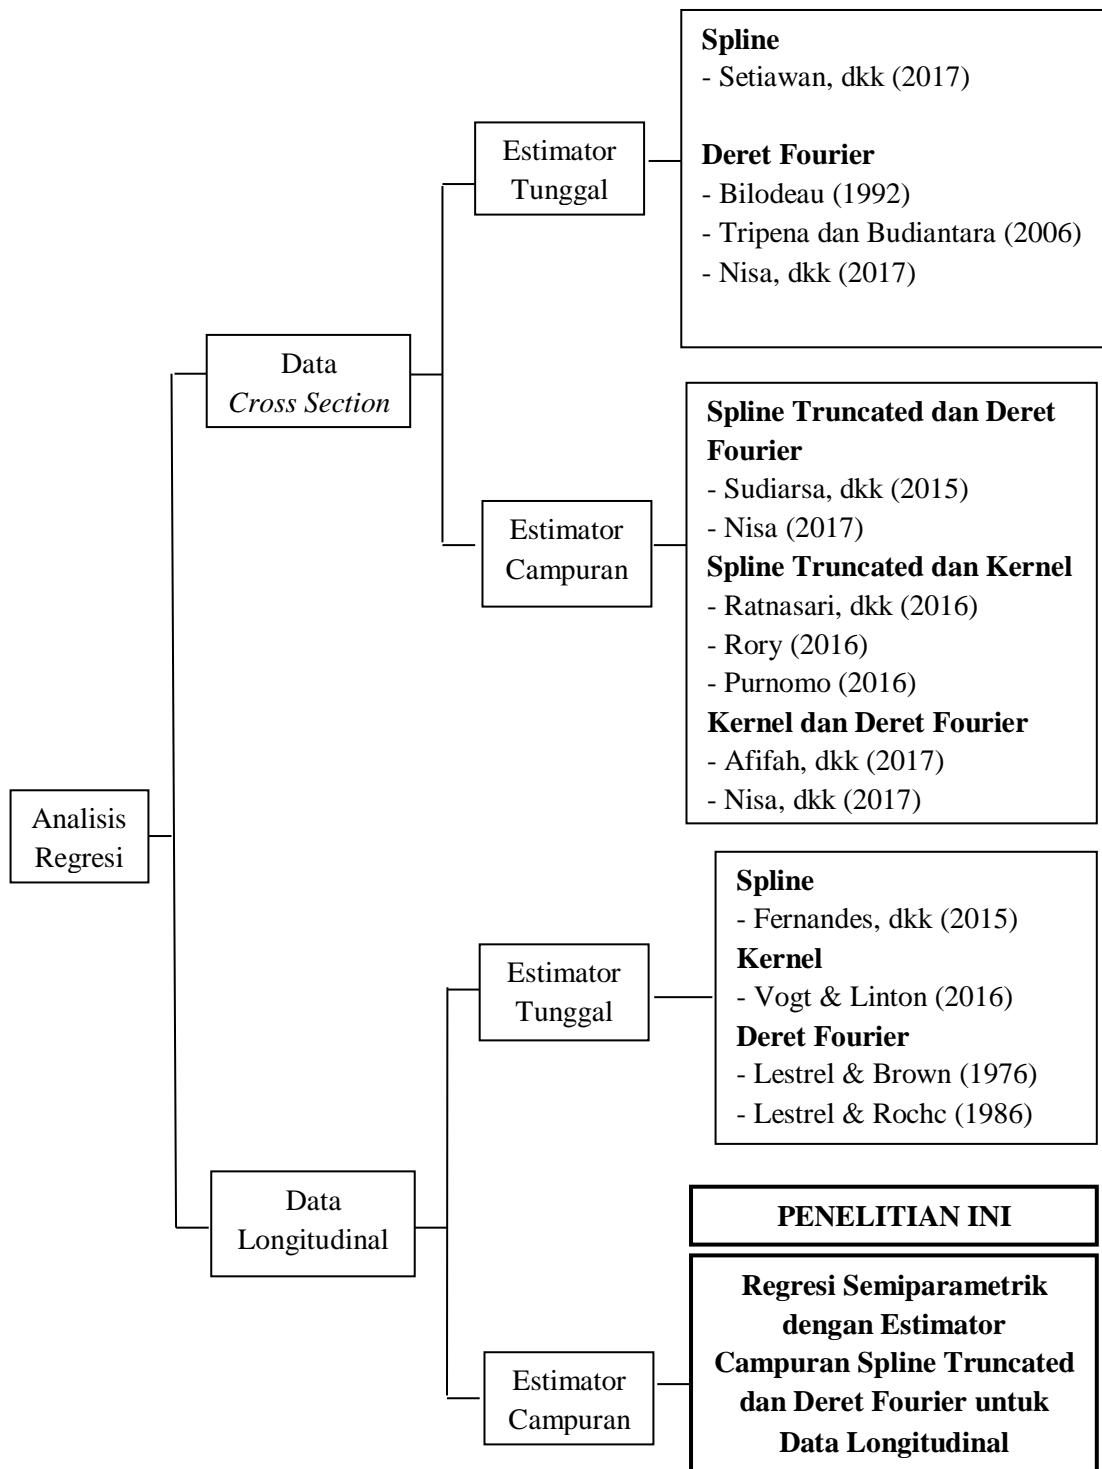 Spline
- Setiawan, dkk (2017)
Deret Fourier
- Bilodeau (1992)
- Tripena dan Budiantara (2006)
- Nisa, dkk (2017)
Estimator
Tunggal
Data
Cross Section
Spline Truncated dan Deret
Fourier
- Sudiarsa, dkk (2015)
- Nisa (2017)
Spline Truncated dan Kernel
- Ratnasari, dkk (2016)
- Rory (2016)
- Purnomo (2016)
Kernel dan Deret Fourier
- Afifah, dkk (2017)
- Nisa, dkk (2017)
Estimator
Campuran
Analisis
Regresi
Spline
- Fernandes, dkk (2015)
Kernel
- Vogt & Linton (2016)
Deret Fourier
- Lestrel & Brown (1976)
- Lestrel & Rochc (1986)
Estimator
Tunggal
Data
Longitudinal
PENELITIAN INI
Regresi Semiparametrik
dengan Estimator
Campuran Spline Truncated
dan Deret Fourier untuk
Data Longitudinal
Estimator
Campuran